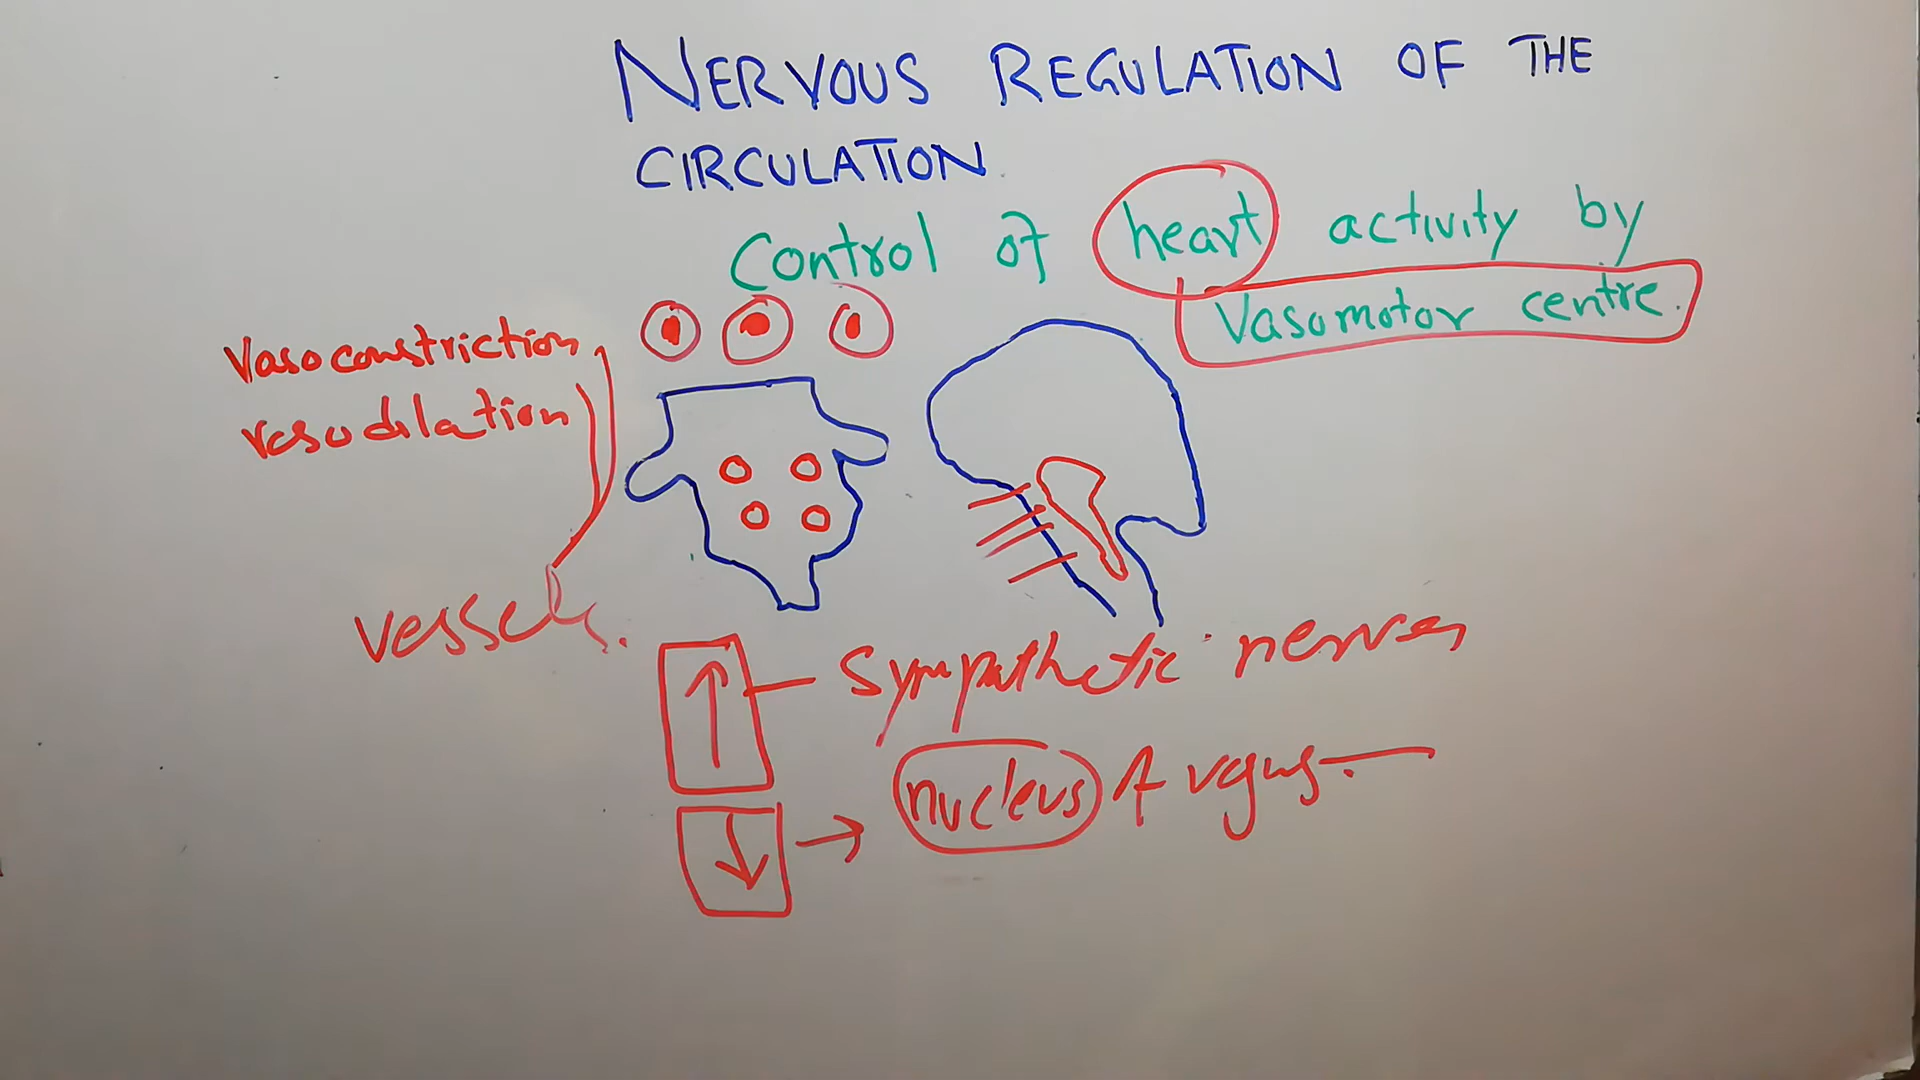 NERVOUS REGULATION OF THE
CIRCULATION
Control of heart activity by
Vasomotor centre.
Vasoconstriction
vasodilation
vessels.
Sympathetic nerves
nucleus of vagus.